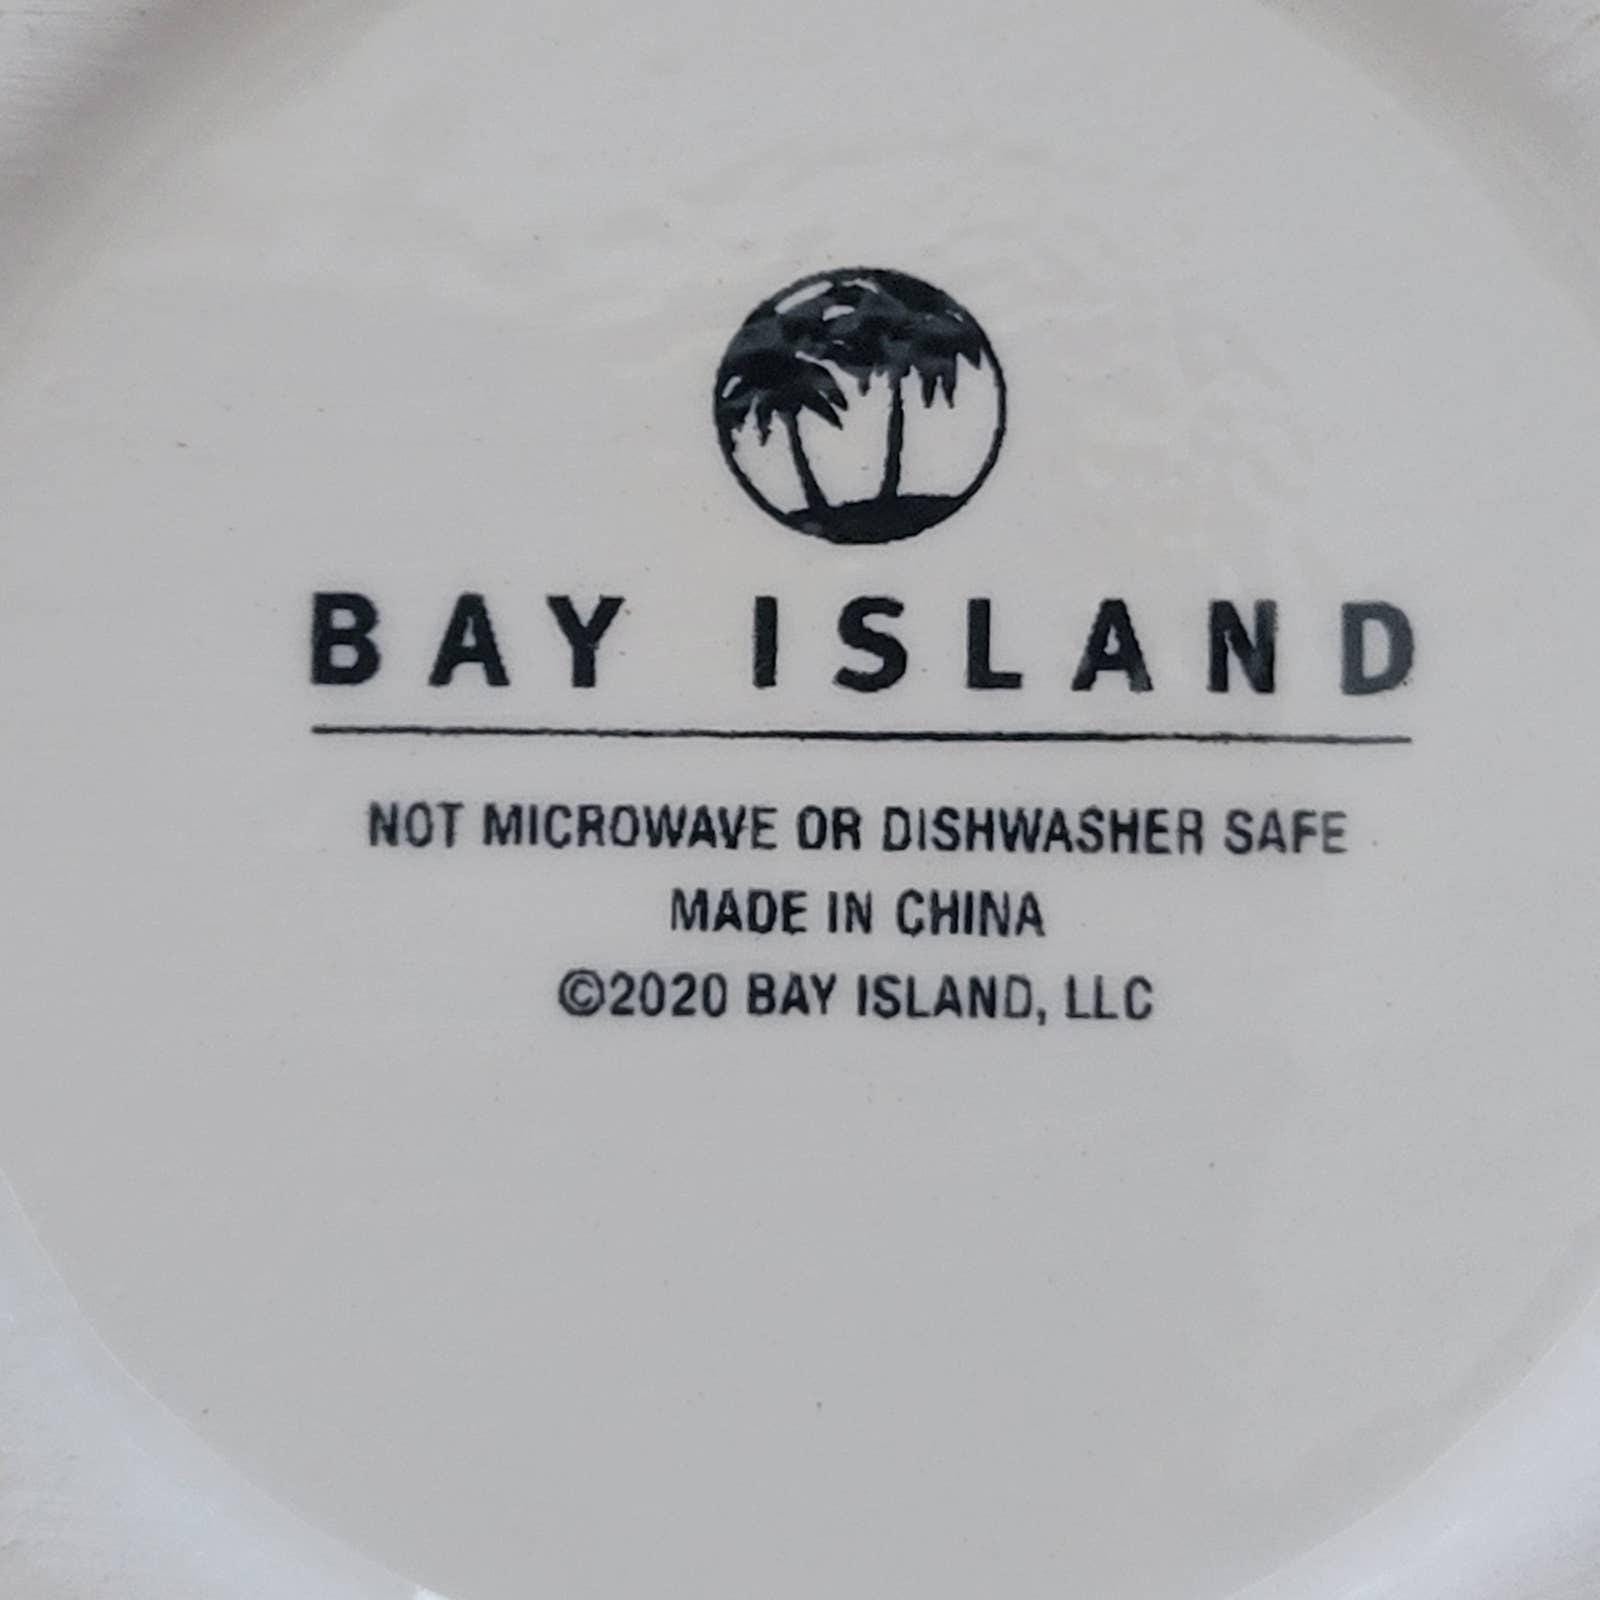 BAY ISLAND
NOT MICROWAVE OR DISHWASHER SAFE
MADE IN CHINA
©2020 BAY ISLAND, LLC